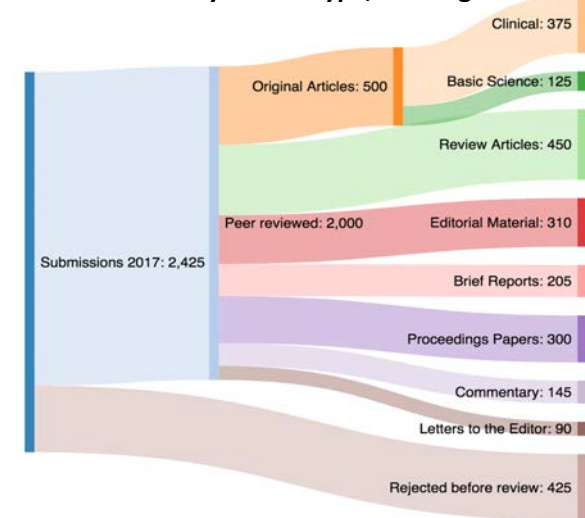 Clinical: 375
Original Articles: 500
Basic Science: 125
Review Articles: 450
Peer reviewed: 2,000
Editorial Material: 310
Submissions 2017: 2,425
Brief Reports: 205
Proceedings Papers: 300
Commentary: 145
Letters to the Editor: 90
Rejected before review: 425